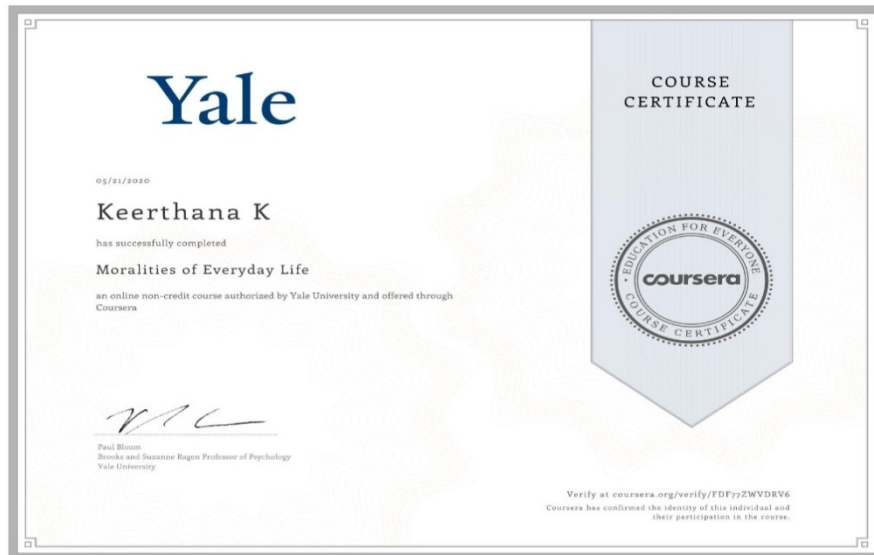 Yale
05/21/2020
Keerthana K
has successfully completed
Moralities of Everyday Life
an online non-credit course authorized by Yale University and offered through
Coursera
Paul Bloom
Brooks and Suzanne Ragen Professor of Psychology
Yale University
COURSE
CERTIFICATE
EDUCATION FOR EVERYONE
coursera
COURSE CERTIFICATE
Verify at coursera.org/verify/FDF77ZWVDRV6
Coursera has confirmed the identity of this individual and
their participation in the course.